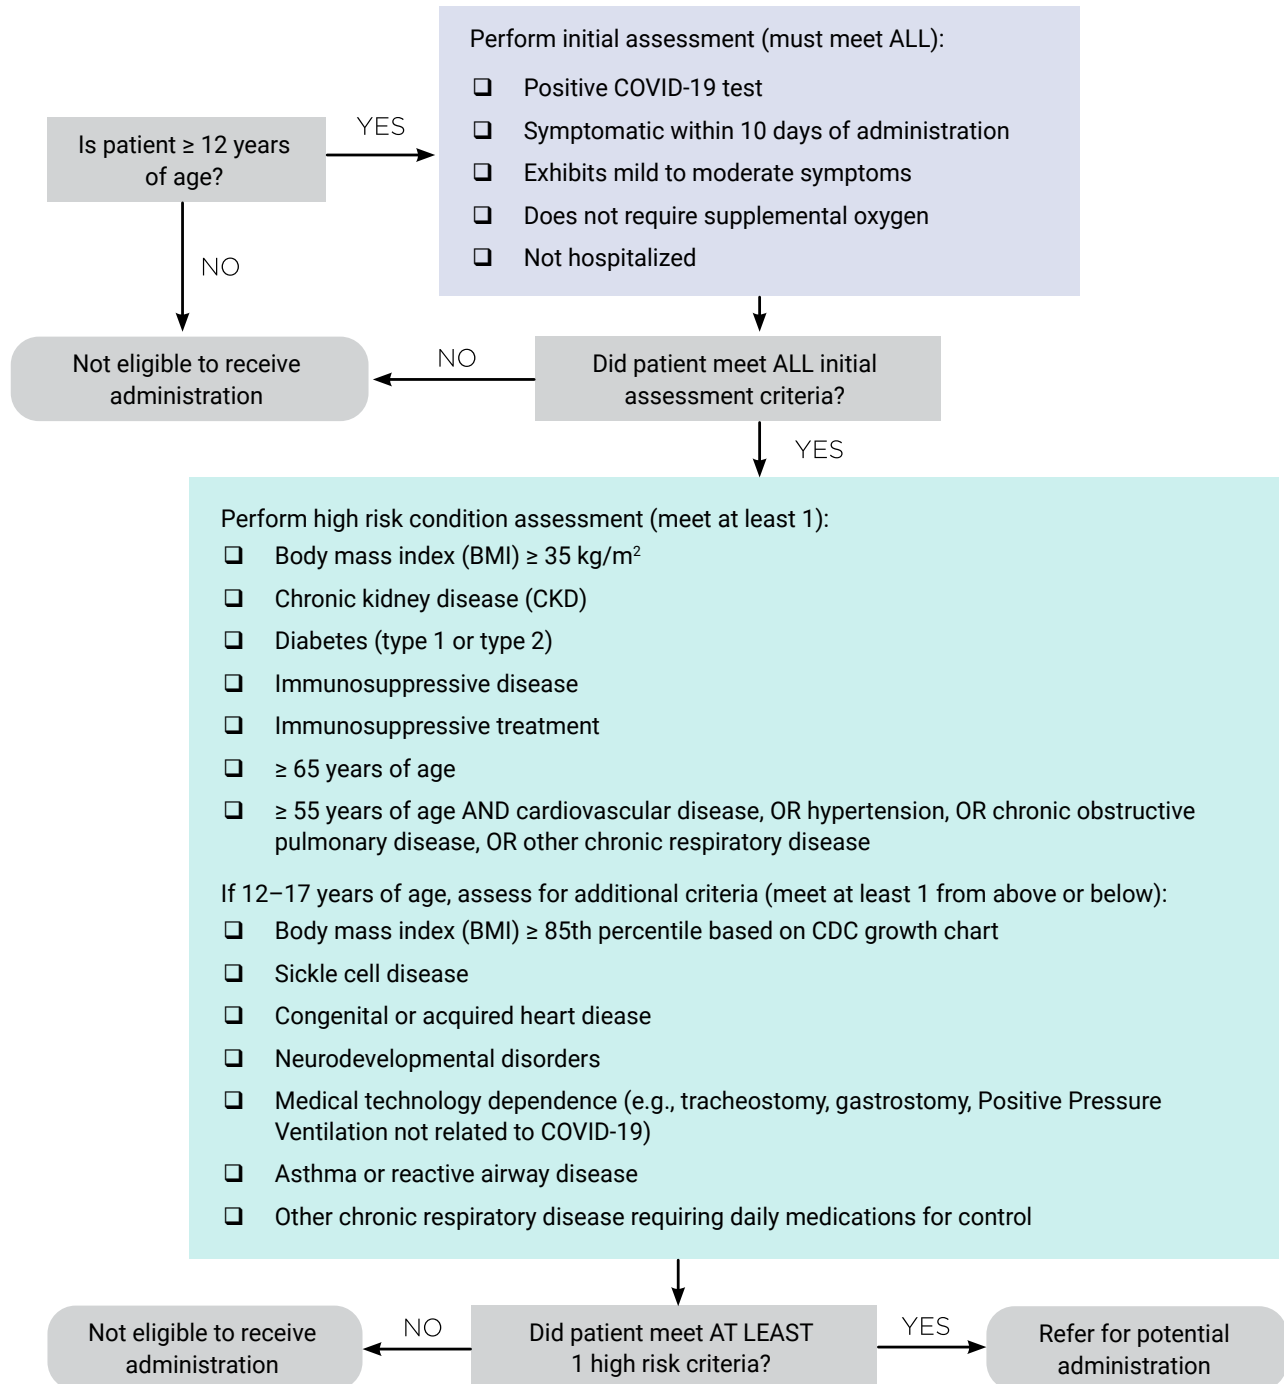 Perform initial assessment (must meet ALL):
❑ Positive COVID-19 test
❑ Symptomatic within 10 days of administration
❑ Exhibits mild to moderate symptoms
❑ Does not require supplemental oxygen
❑ Not hospitalized
Is patient ≥ 12 years
of age?
YES
NO
Not eligible to receive
administration
NO
Did patient meet ALL initial
assessment criteria?
YES
Perform high risk condition assessment (meet at least 1):
❑ Body mass index (BMI) ≥ 35 kg/m²
❑ Chronic kidney disease (CKD)
❑ Diabetes (type 1 or type 2)
❑ Immunosuppressive disease
❑ Immunosuppressive treatment
❑ ≥ 65 years of age
❑ ≥ 55 years of age AND cardiovascular disease, OR hypertension, OR chronic obstructive
pulmonary disease, OR other chronic respiratory disease
If 12–17 years of age, assess for additional criteria (meet at least 1 from above or below):
❑ Body mass index (BMI) ≥ 85th percentile based on CDC growth chart
❑ Sickle cell disease
❑ Congenital or acquired heart diease
❑ Neurodevelopmental disorders
❑ Medical technology dependence (e.g., tracheostomy, gastrostomy, Positive Pressure
Ventilation not related to COVID-19)
❑ Asthma or reactive airway disease
❑ Other chronic respiratory disease requiring daily medications for control
Not eligible to receive
administration
NO
Did patient meet AT LEAST
1 high risk criteria?
YES
Refer for potential
administration